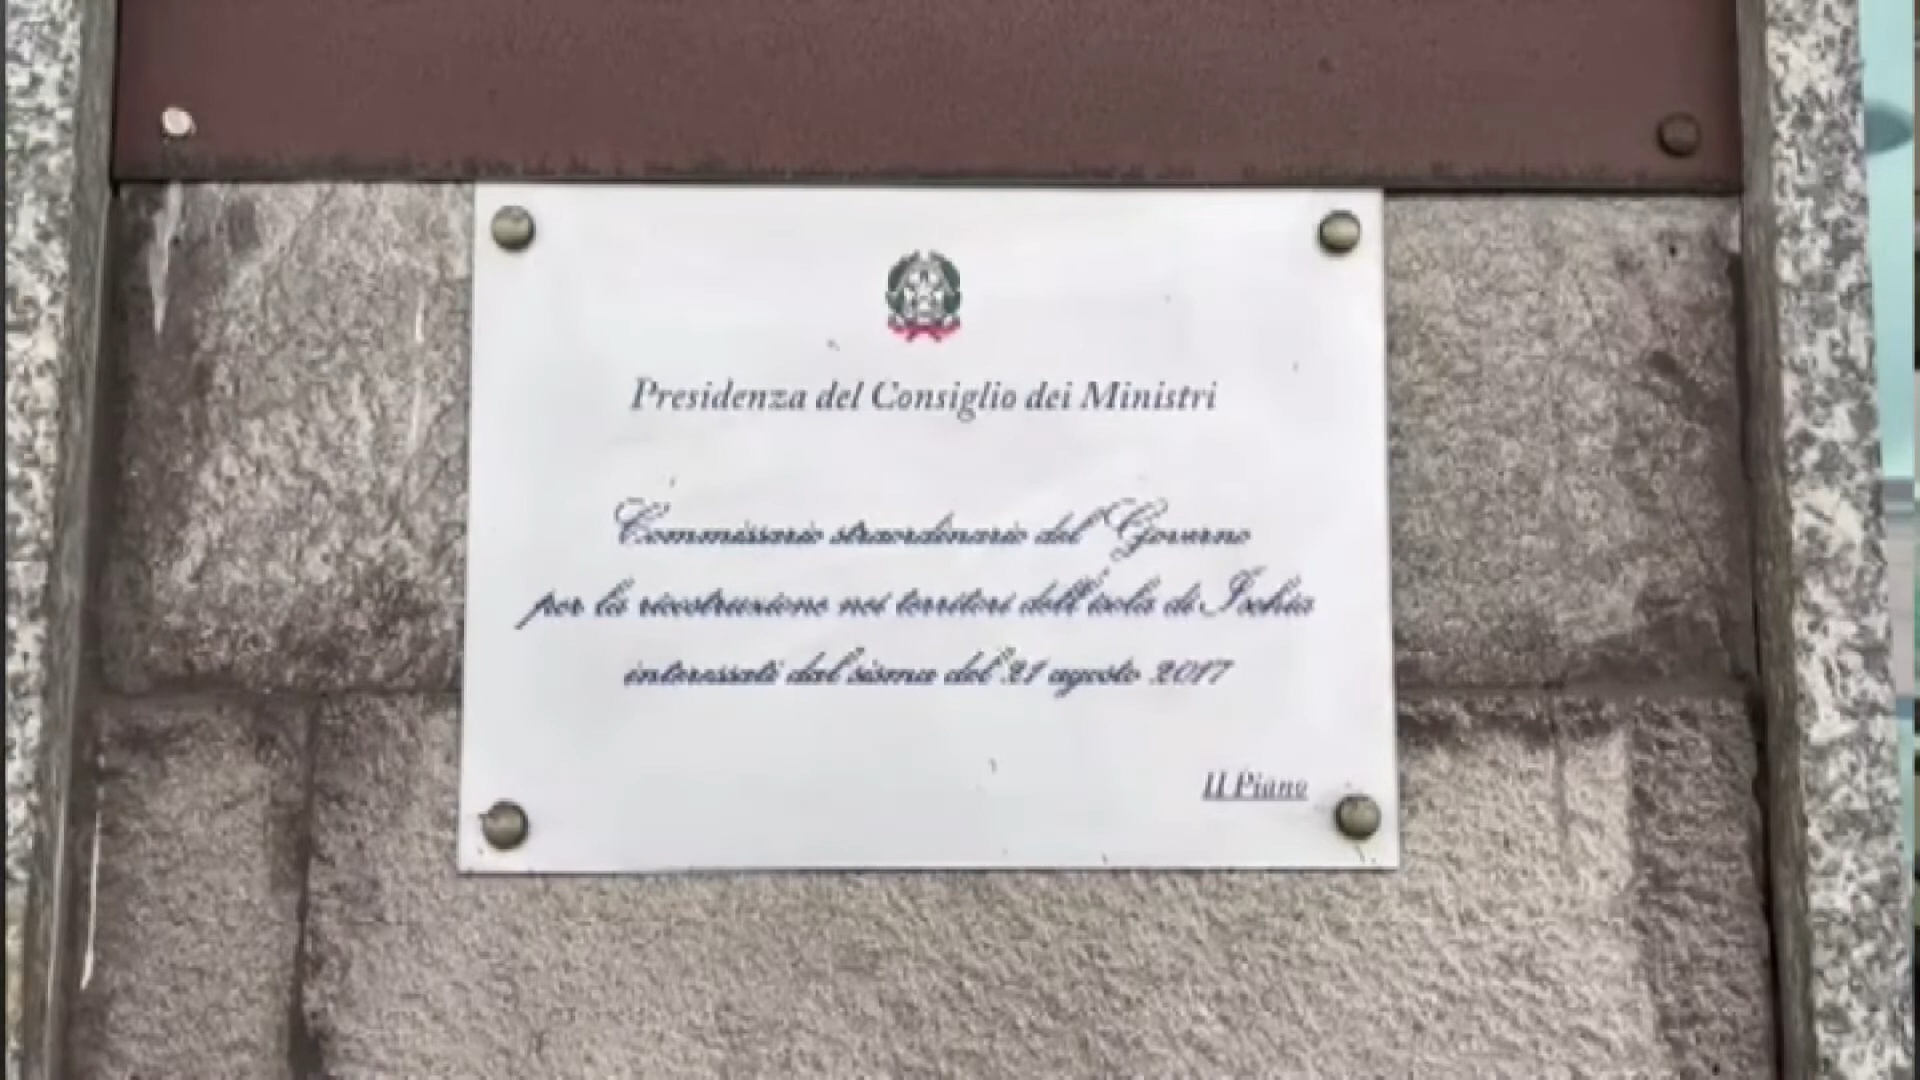 Presidenza del Consiglio dei Ministri
Commissario straordinario del Governo
per la ricostruzione nei territori dell'isola di Ischia
interessati dal sisma del 21 agosto 2017
II Piano